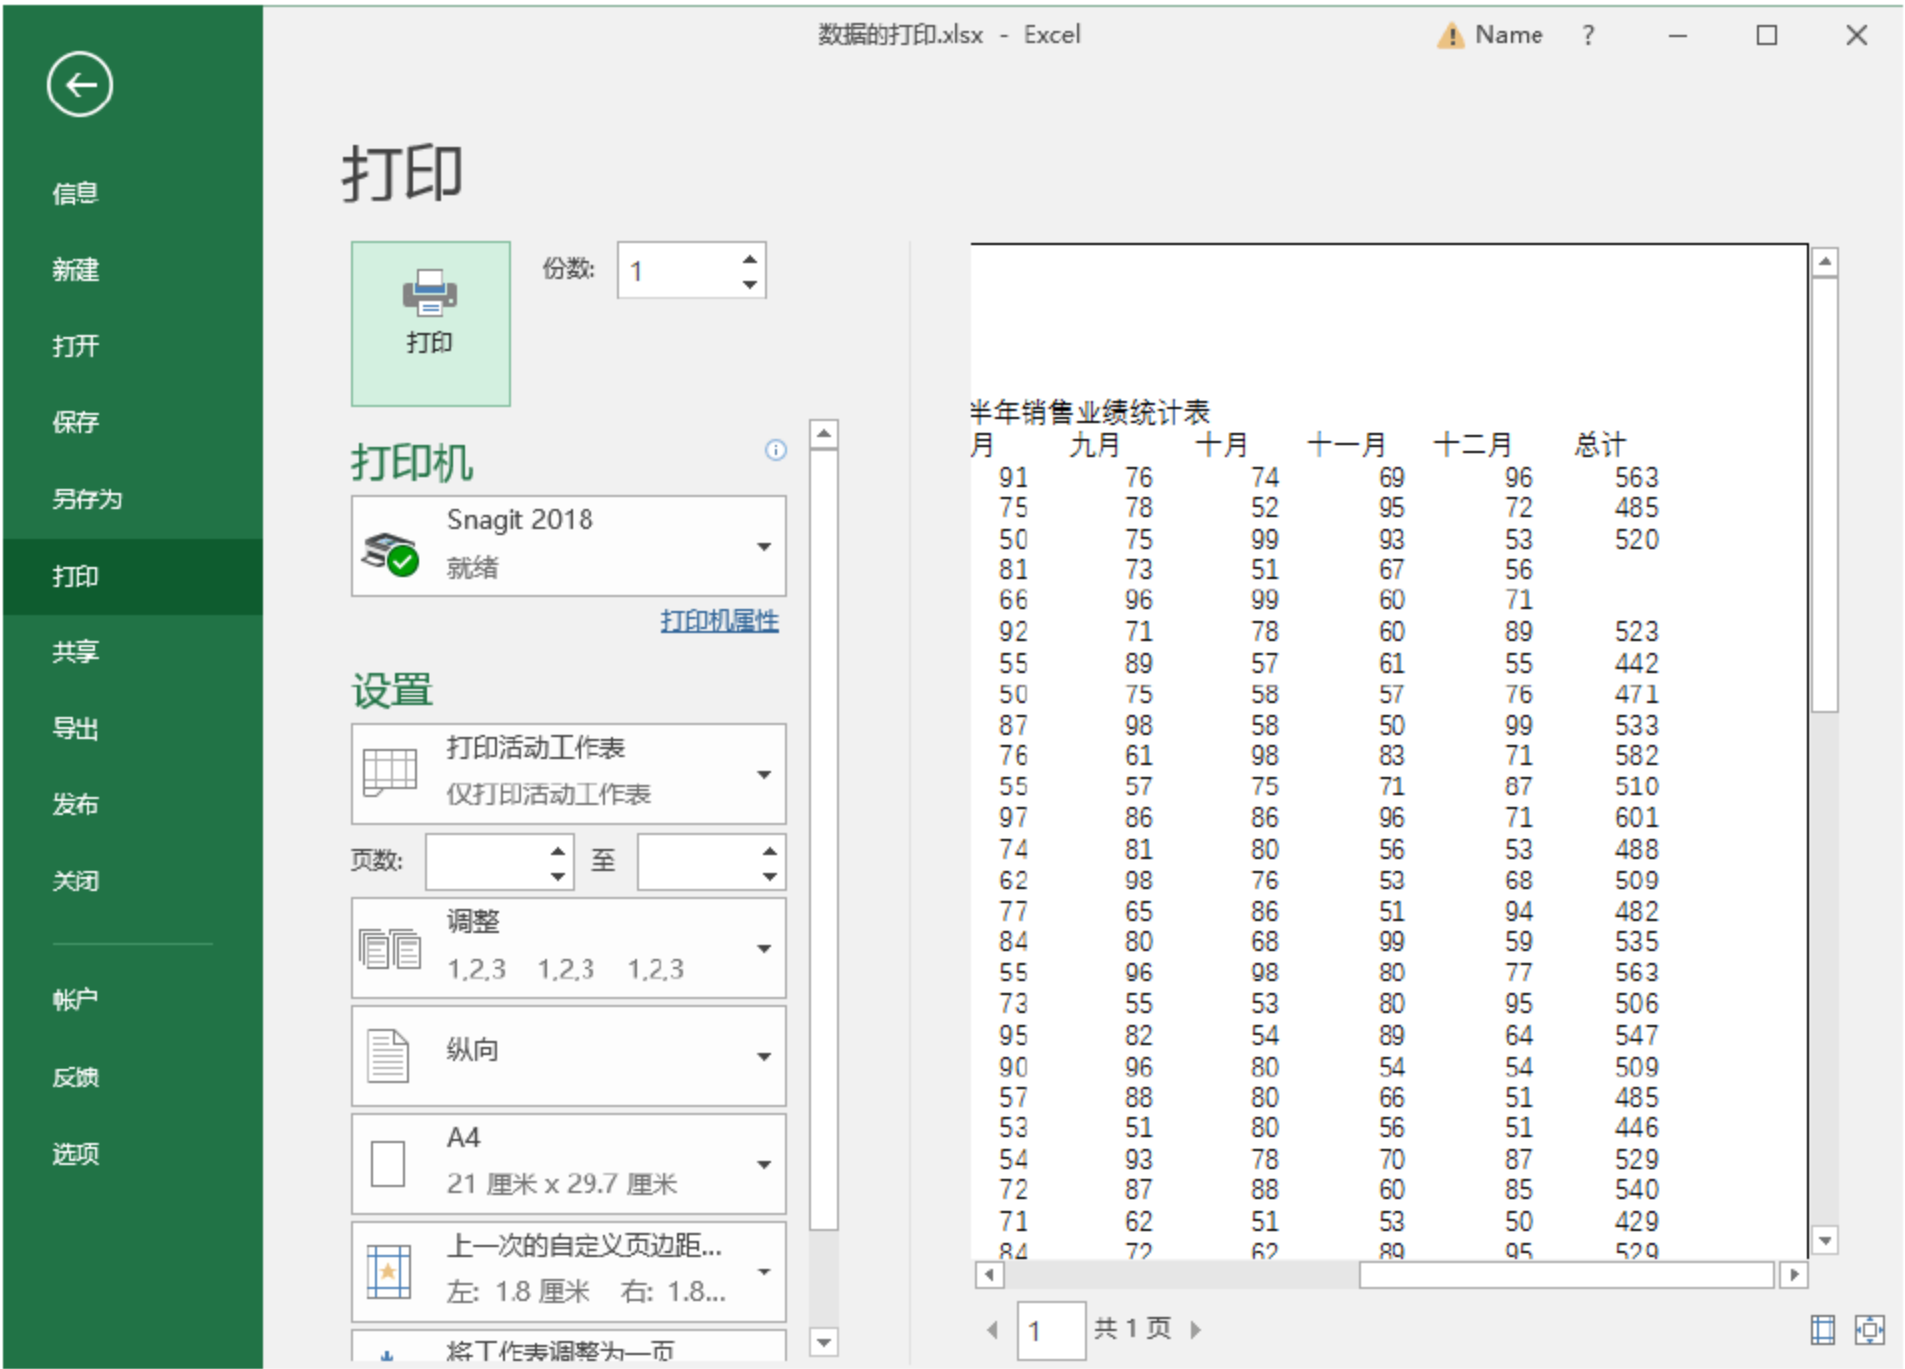 数据的打印.xlsx - Excel
Name ?
信息
新建
打开
保存
另存为
打印
共享
导出
发布
关闭
帐户
反馈
选项
打印
打印
份数: 1
打印机
Snagit 2018
就绪
打印机属性
设置
打印活动工作表
仅打印活动工作表
页数: 至
调整
1,2,3 1,2,3 1,2,3
纵向
A4
21 厘米 x 29.7 厘米
上一次的自定义页边距...
左: 1.8 厘米 右: 1.8...
将工作表调整为一页
半年销售业绩统计表
月 九月 十月 十一月 十二月 总计
91 76 74 69 96 563
75 78 52 95 72 485
50 75 99 93 53 520
81 73 51 67 56
66 96 99 60 71
92 71 78 60 89 523
55 89 57 61 55 442
50 75 58 57 76 471
87 98 58 50 99 533
76 61 98 83 71 582
55 57 75 71 87 510
97 86 86 96 71 601
74 81 80 56 53 488
62 98 76 53 68 509
77 65 86 51 94 482
84 80 68 99 59 535
55 96 98 80 77 563
73 55 53 80 95 506
95 82 54 89 64 547
90 96 80 54 54 509
57 88 80 66 51 485
53 51 80 56 51 446
54 93 78 70 87 529
72 87 88 60 85 540
71 62 51 53 50 429
84 72 62 89 95 529
1 共 1 页